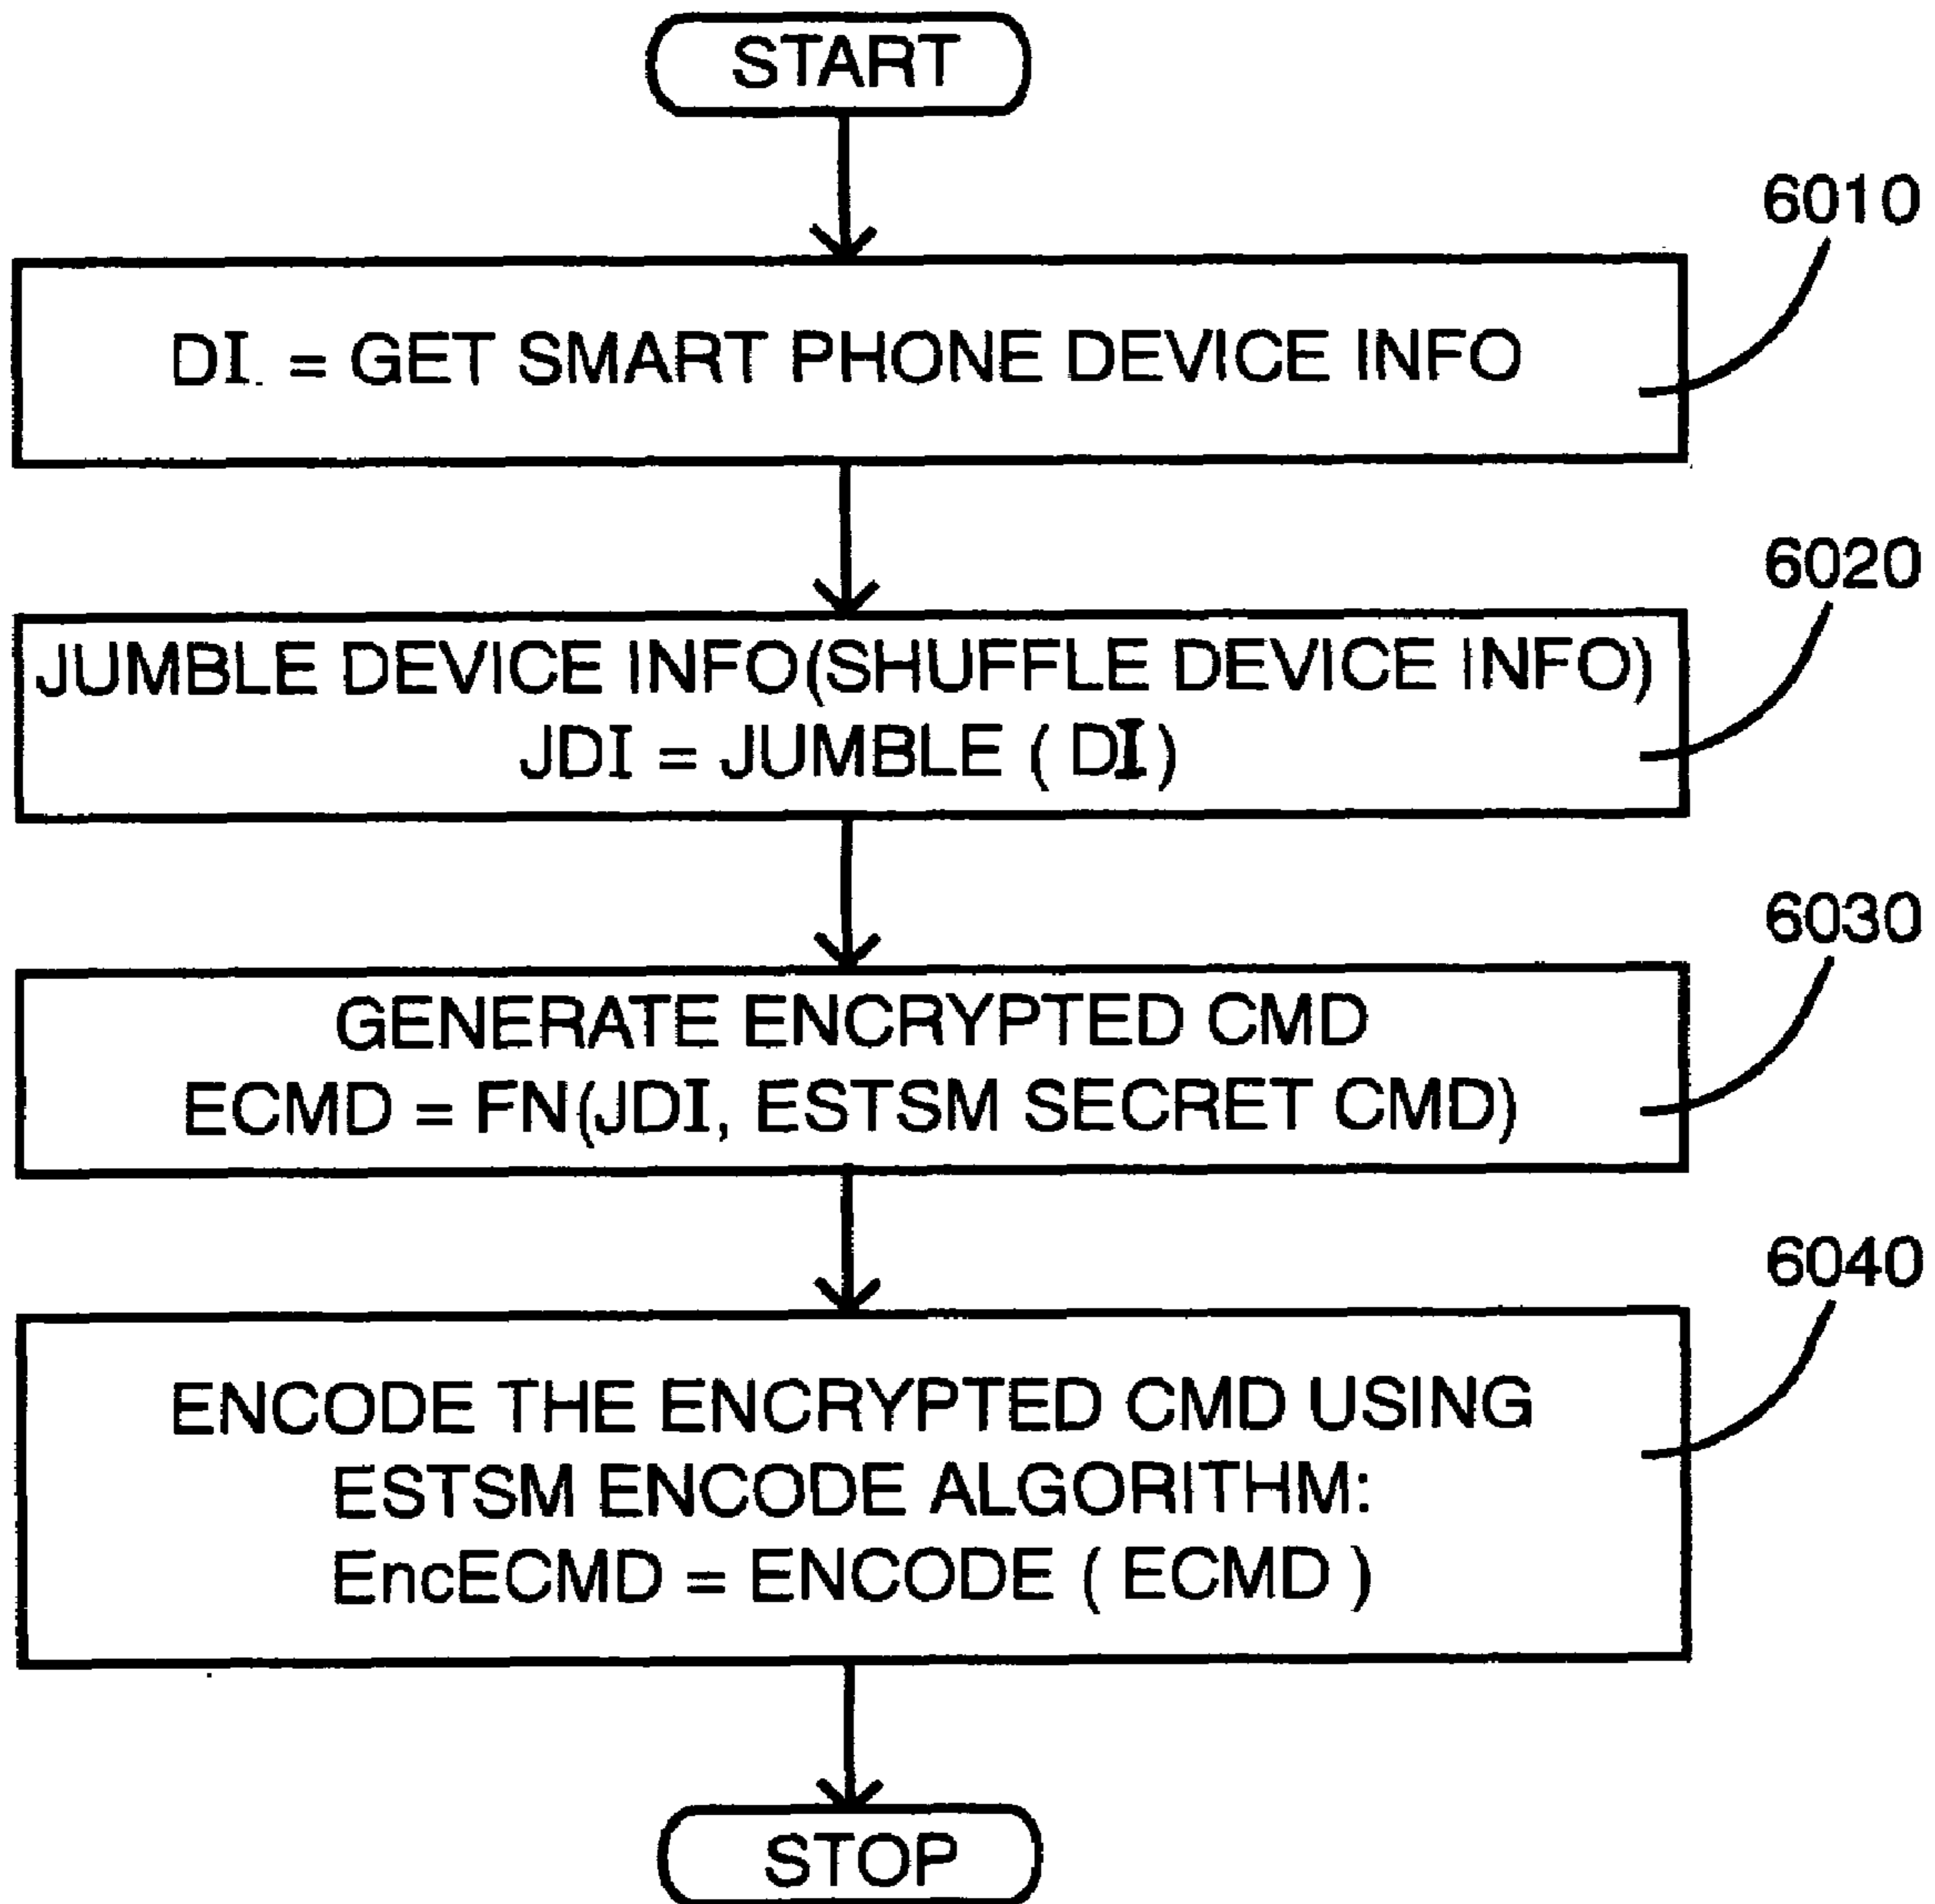 START
6010
DI = GET SMART PHONE DEVICE INFO
6020
JUMBLE DEVICE INFO(SHUFFLE DEVICE INFO)
JDI = JUMBLE ( DI )
6030
GENERATE ENCRYPTED CMD
ECMD = FN(JDI, ESTSM SECRET CMD)
6040
ENCODE THE ENCRYPTED CMD USING
ESTSM ENCODE ALGORITHM:
EncECMD = ENCODE ( ECMD )
STOP